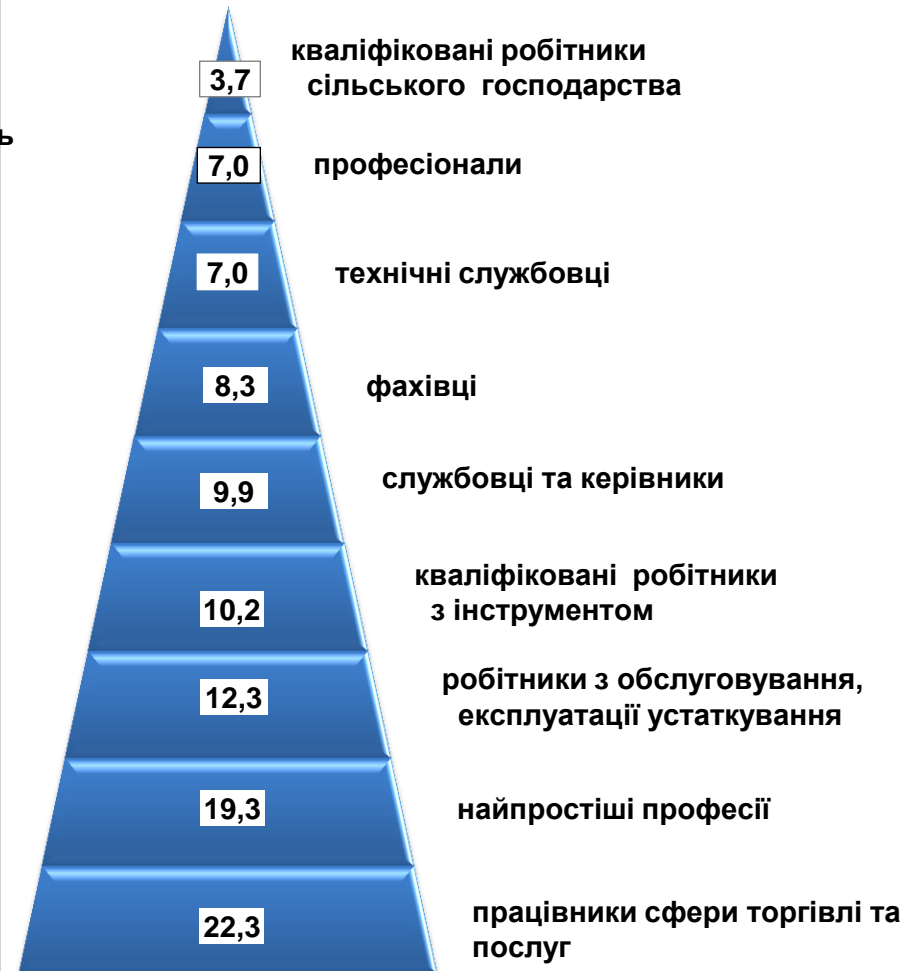 кваліфіковані робітники
3,7 сільського господарства
ь
7,0 професіонали
7,0 технічні службовці
8,3 фахівці
9,9 службовці та керівники
кваліфіковані робітники
10,2 з інструментом
12,3 робітники з обслуговування,
експлуатації устаткування
19,3 найпростіші професії
22,3 працівники сфери торгівлі та
послуг